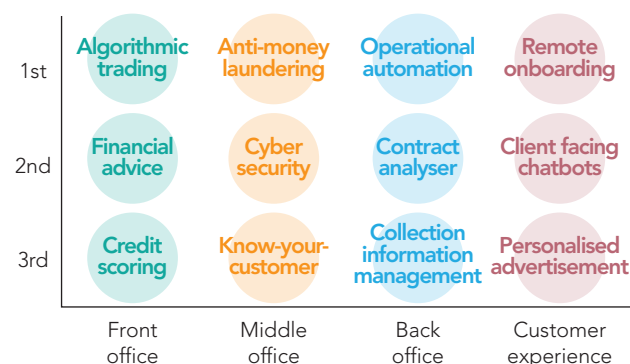 1st
Algorithmic
trading
Anti-money
laundering
Operational
automation
Remote
onboarding
2nd
Financial
advice
Cyber
security
Contract
analyser
Client facing
chatbots
3rd
Credit
scoring
Know-your-
customer
Collection
information
management
Personalised
advertisement
Front
office
Middle
office
Back
office
Customer
experience